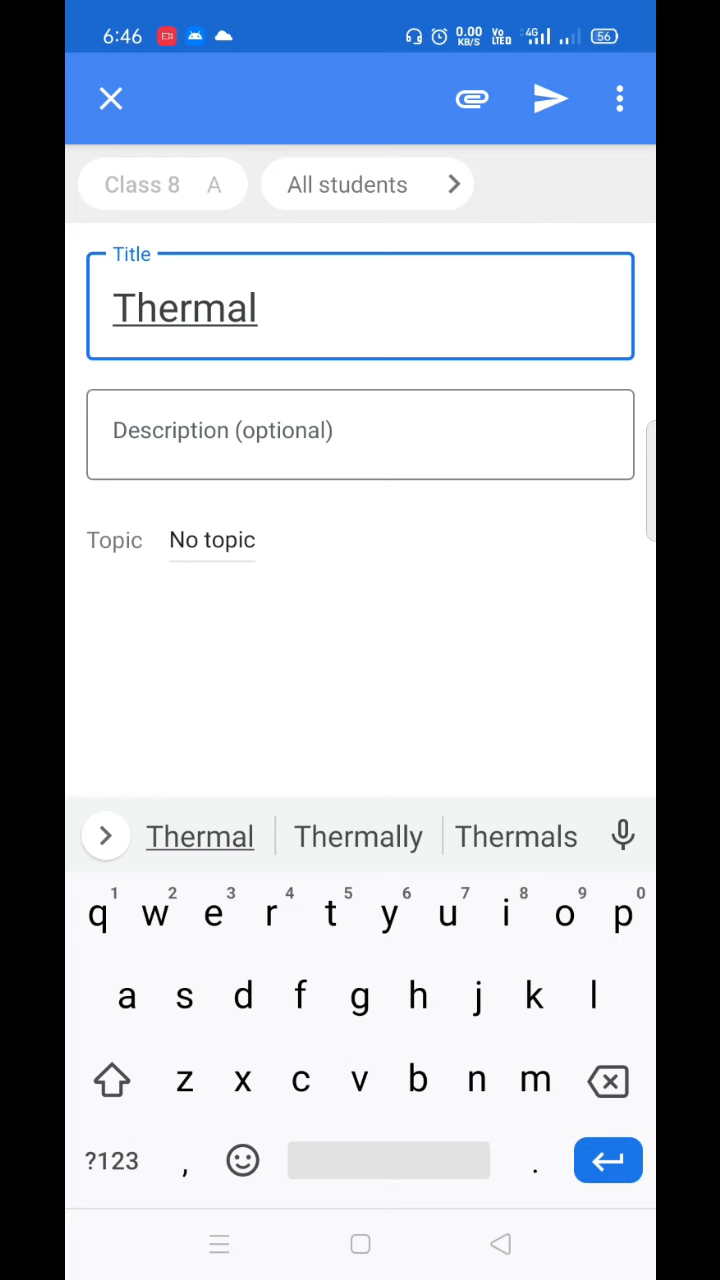 6:46 0.00 KB/S Vo LTED 4G 56
Class 8 A All students
Title
Thermal
Description (optional)
Topic No topic
Thermal Thermally Thermals
1 2 3 4 5 6 7 8 9 0
q w e r t y u i o p
a s d f g h j k l
z x c v b n m
?123 , .